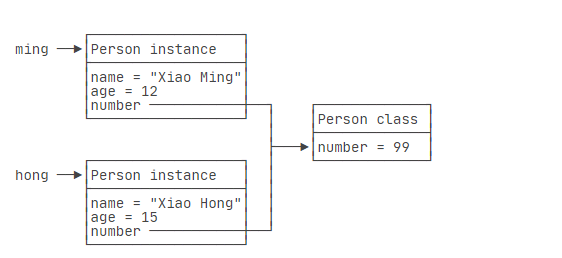 ming
Person instance
name = "Xiao Ming"
age = 12
number
Person class
number = 99
hong
Person instance
name = "Xiao Hong"
age = 15
number